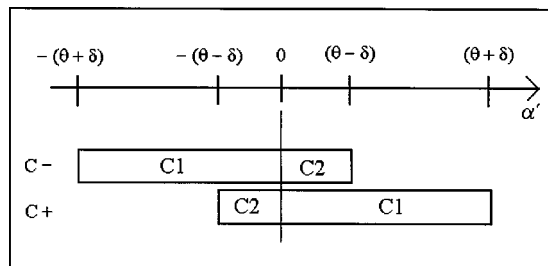 − (θ + δ) − (θ − δ) 0 (θ − δ) (θ + δ)
α′
C − C1 C2
C + C2 C1